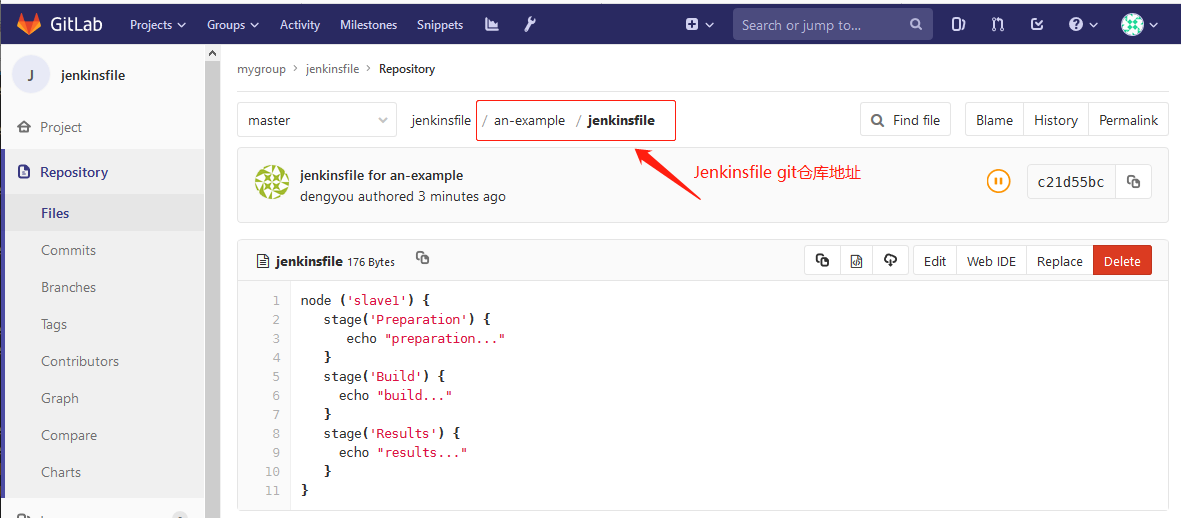 GitLab Projects Groups Activity Milestones Snippets Search or jump to...
J jenkinsfile
Project
Repository
Files
Commits
Branches
Tags
Contributors
Graph
Compare
Charts
mygroup > jenkinsfile > Repository
master jenkinsfile / an-example / jenkinsfile Find file Blame History Permalink
jenkinsfile for an-example
dengyou authored 3 minutes ago
Jenkinsfile git仓库地址
c21d55bc
jenkinsfile 176 Bytes Edit Web IDE Replace Delete
1 node ('slave1') {
2 stage('Preparation') {
3 echo "preparation..."
4 }
5 stage('Build') {
6 echo "build..."
7 }
8 stage('Results') {
9 echo "results..."
10 }
11 }